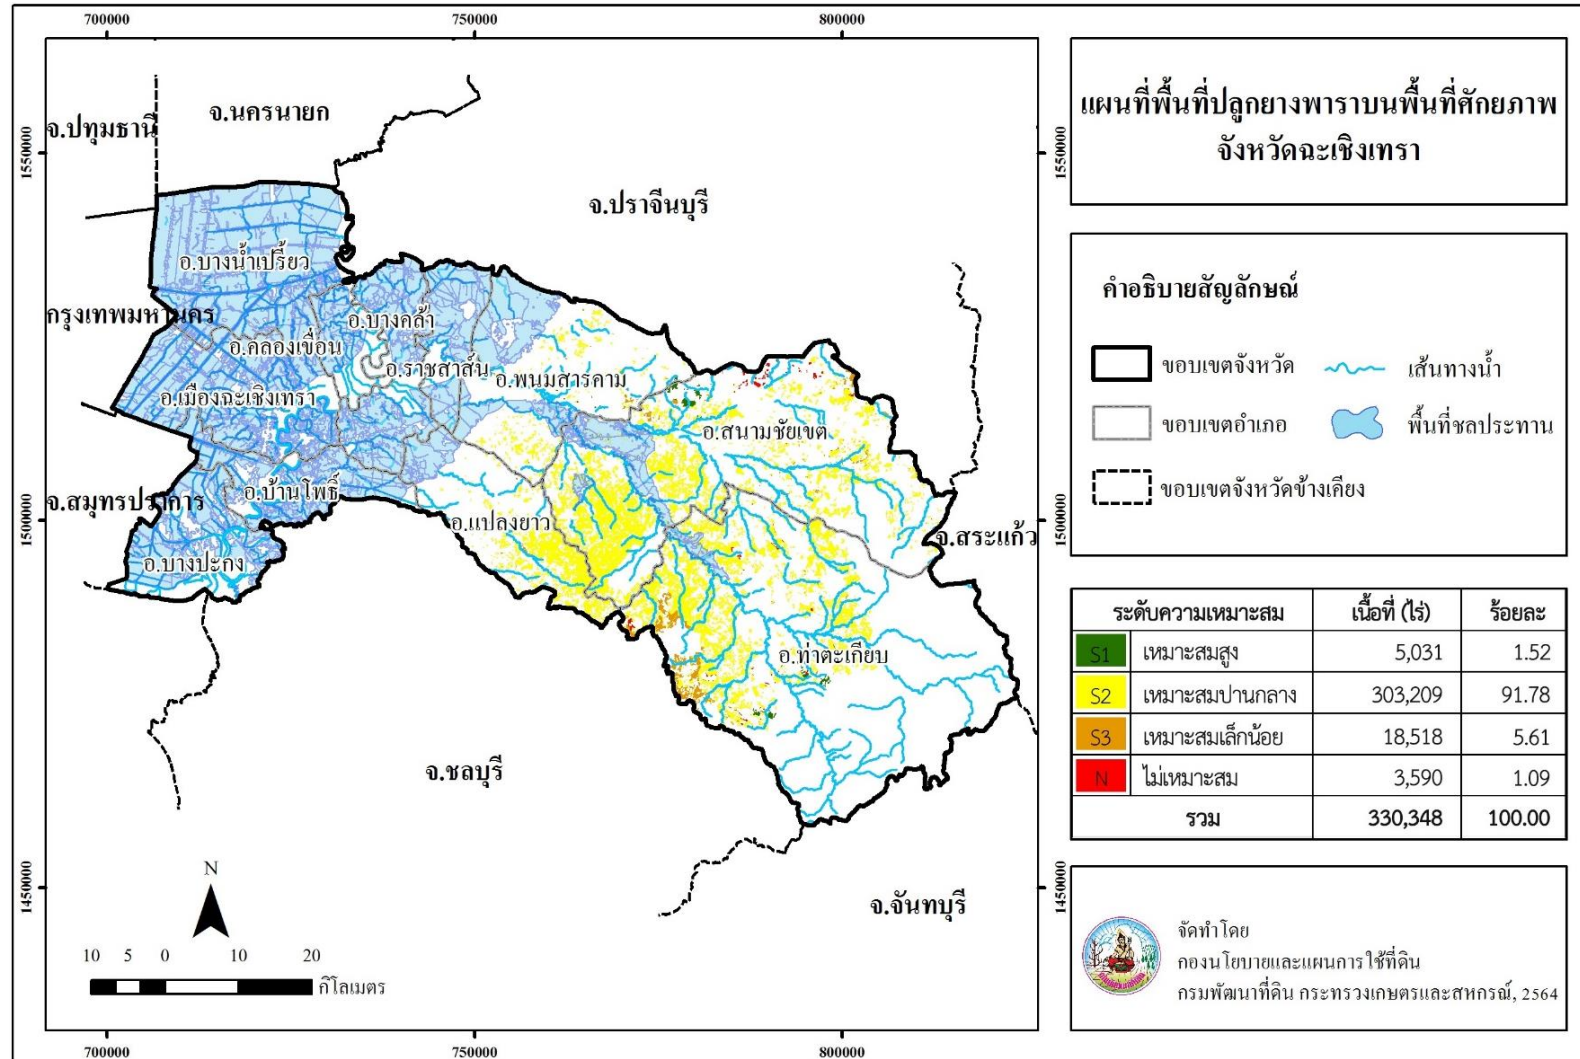 700000
750000
800000
แผนที่พื้นที่ปลูกยางพาราบนพื้นที่ศักยภาพ
จังหวัดฉะเชิงเทรา
จ.นครนายก
จ.ปทุมธานี
1550000
1550000
จ.ปราจีนบุรี
อ.บางน้ำเปรี้ยว
กรุงเทพมหานคร
อ.บางคล้า
อ.คลองเขื่อน
อ.ราชสาส์น
อ.พนมสารคาม
อ.เมืองฉะเชิงเทรา
อ.สนามชัยเขต
จ.สมุทรปราการ
อ.บ้านโพธิ์
1500000
อ.แปลงยาว
จ.สระแก้ว
1500000
อ.บางปะกง
อ.ท่าตะเกียบ
จ.ชลบุรี
จ.จันทบุรี
1450000
1450000
N
10 5 0 10 20
กิโลเมตร
700000
750000
800000
คำอธิบายสัญลักษณ์
ขอบเขตจังหวัด
เส้นทางน้ำ
ขอบเขตอำเภอ
พื้นที่ชลประทาน
ขอบเขตจังหวัดข้างเคียง
ระดับความเหมาะสม เนื้อที่ (ไร่) ร้อยละ
S1 เหมาะสมสูง 5,031 1.52
S2 เหมาะสมปานกลาง 303,209 91.78
S3 เหมาะสมเล็กน้อย 18,518 5.61
N ไม่เหมาะสม 3,590 1.09
รวม 330,348 100.00
จัดทำโดย
กองนโยบายและแผนการใช้ที่ดิน
กรมพัฒนาที่ดิน กระทรวงเกษตรและสหกรณ์, 2564